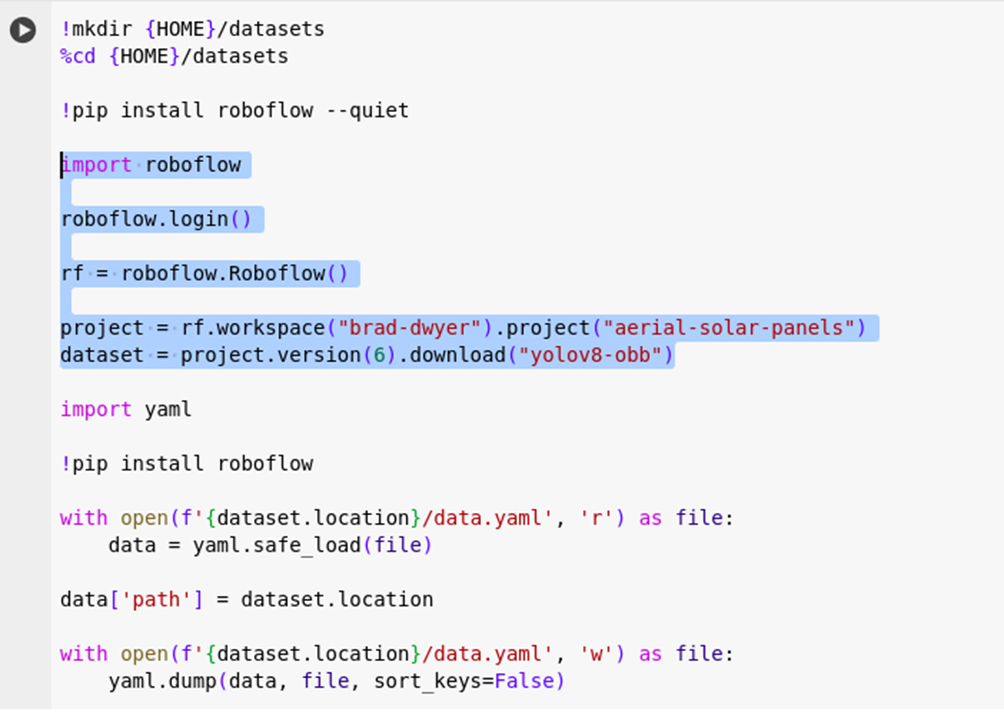 !mkdir {HOME}/datasets
%cd {HOME}/datasets
!pip install roboflow --quiet
import roboflow
roboflow.login()
rf = roboflow.Roboflow()
project = rf.workspace("brad-dwyer").project("aerial-solar-panels")
dataset = project.version(6).download("yolov8-obb")
import yaml
!pip install roboflow
with open(f'{dataset.location}/data.yaml', 'r') as file:
    data = yaml.safe_load(file)
data['path'] = dataset.location
with open(f'{dataset.location}/data.yaml', 'w') as file:
    yaml.dump(data, file, sort_keys=False)